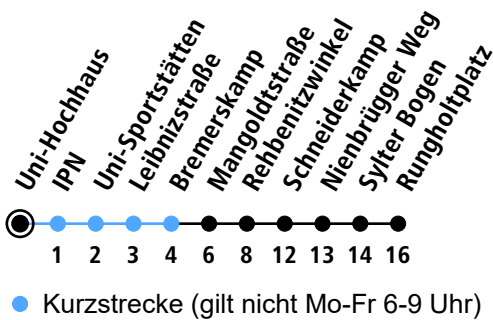 Uni-Hochhaus
IPN
Uni-Sportstätten
Leibnizstraße
Bremerskamp
Mangoldtstraße
Rehbenitzwinkel
Schneiderkamp
Nienbrügger Weg
Sylter Bogen
Rungholtplatz
1 2 3 4 6 8 12 13 14 16
Kurzstrecke (gilt nicht Mo-Fr 6-9 Uhr)